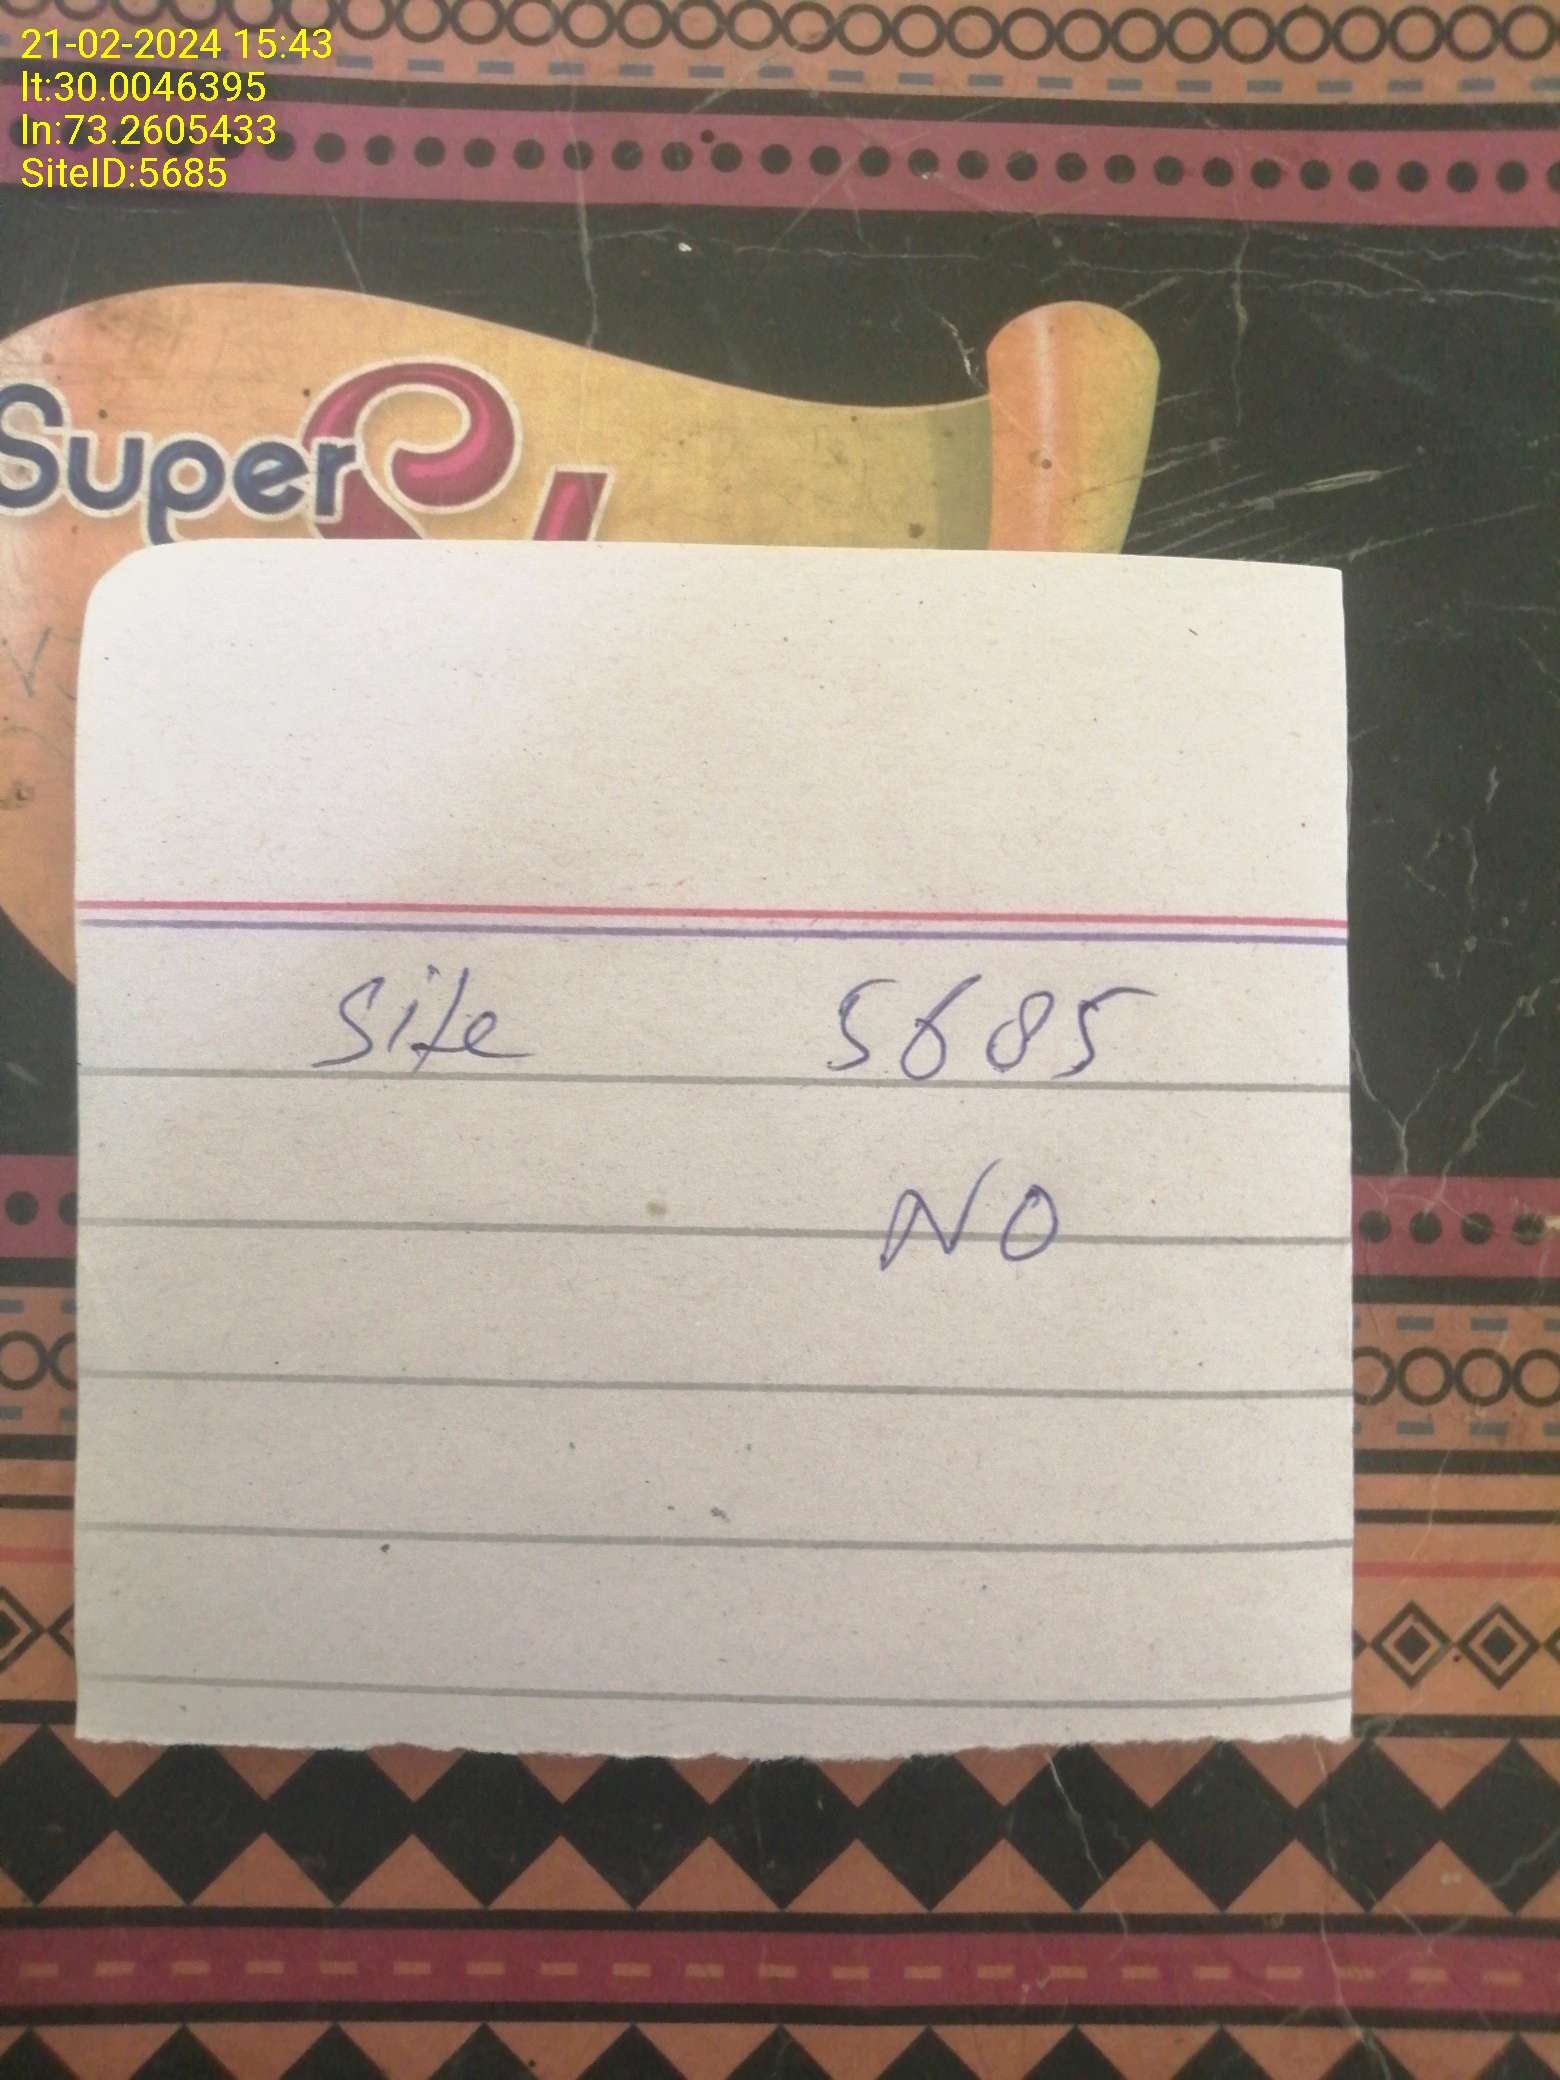 21-02-2024 15:43
lt:30.0046395
ln:73.2605433
SiteID:5685
Super
Site 5685
NO